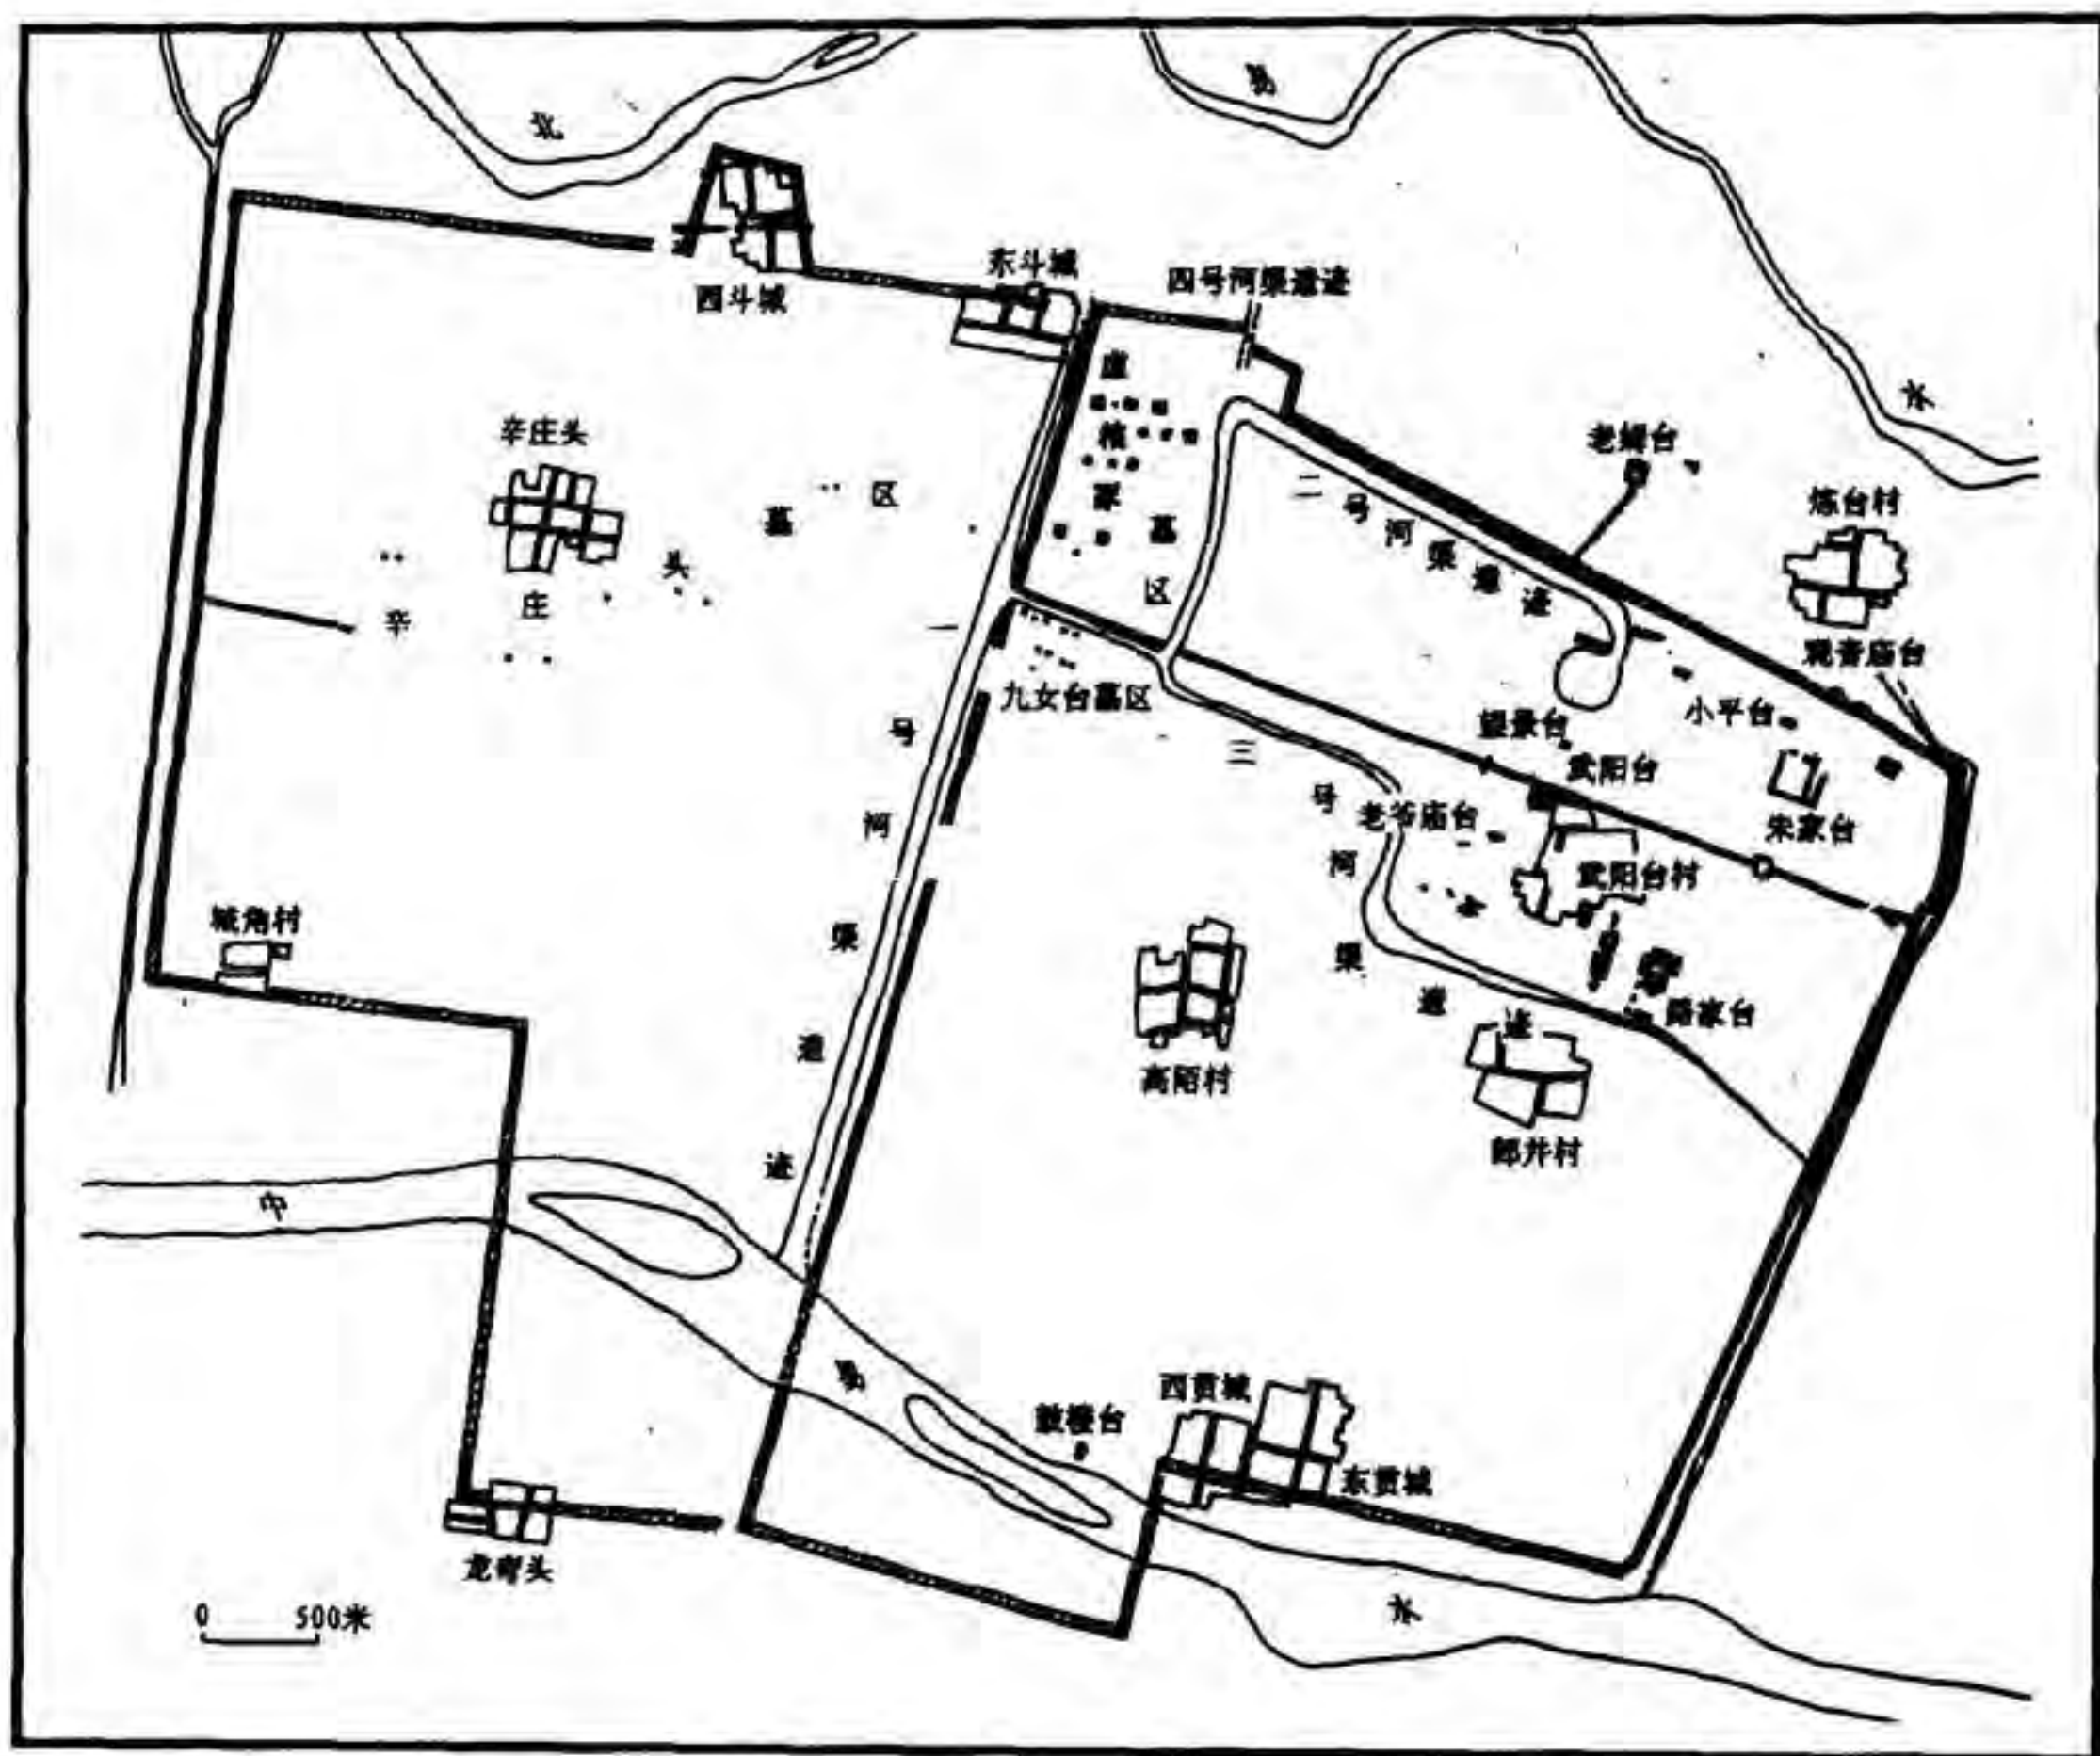 北
易
水
西斗城
东斗城
四号河渠遗迹
虚粮冢墓区
辛庄头
辛庄头墓区
二号河渠遗迹
老姆台
炼台村
观音庙台
小平台
望景台
武阳台
朱家台
老爷庙台
武阳台村
路家台
九女台墓区
一号河渠遗迹
三号河渠遗迹
城角村
高陌村
郎井村
中
易
水
鼓楼台
西贯城
东贯城
龙湾头
0 500米